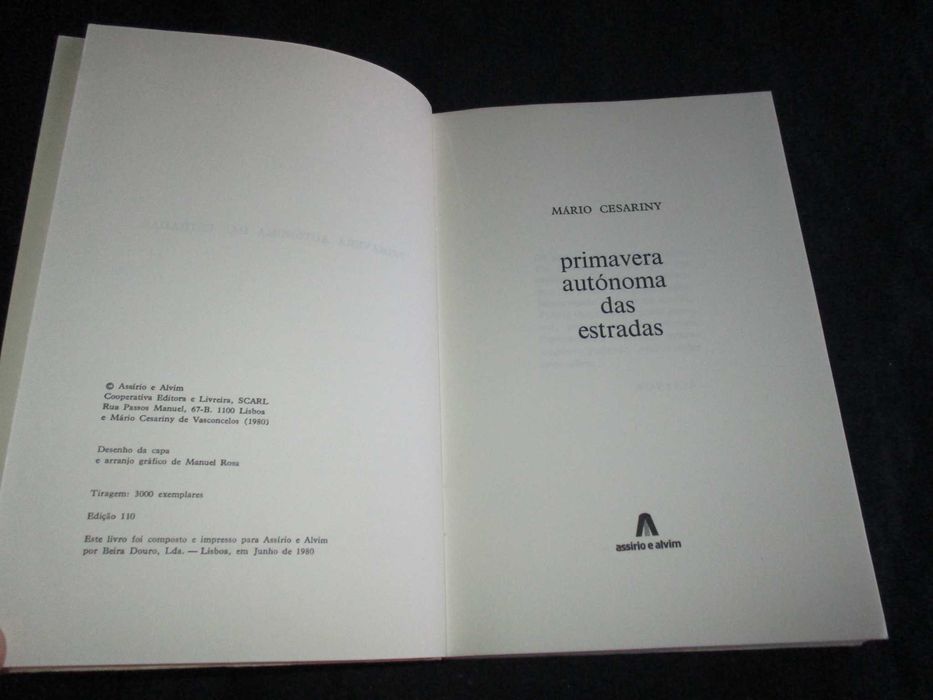 © Assírio e Alvim
Cooperativa Editora e Livreira, SCARL
Rua Passos Manuel, 67-B. 1100 Lisboa
e Mário Cesariny de Vasconcelos (1980)
Desenho da capa
e arranjo gráfico de Manuel Rosa
Tiragem: 3000 exemplares
Edição 110
Este livro foi composto e impresso para Assírio e Alvim
por Beira Douro, Lda. — Lisboa, em Junho de 1980
MÁRIO CESARINY
primavera
autónoma
das
estradas
assírio e alvim